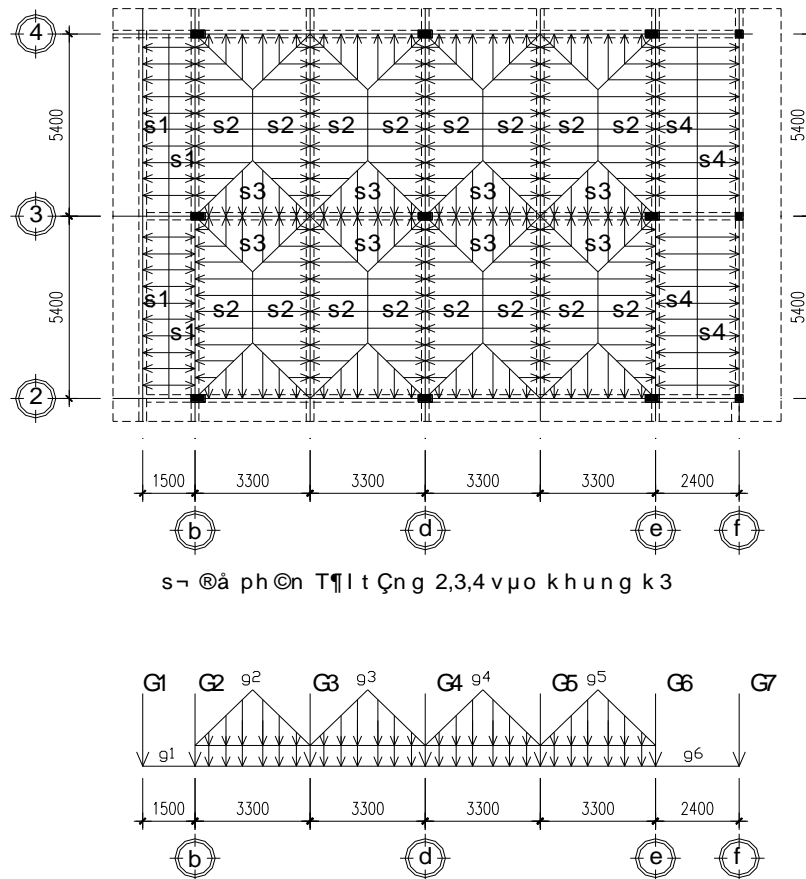 4
s1 s2 s2 s2 s2 s2 s2 s2 s2 s4
s1 s4
5400 5400
s3 s3 s3 s3
3
s3 s3 s3 s3
s1 s2 s2 s2 s2 s2 s2 s2 s2 s4
s1 s4
5400 5400
2
1500 3300 3300 3300 3300 2400
b d e f
s¬ ®å ph©n T¶I tÇng 2,3,4 vµo khung k3
G1 G2 g2 G3 g3 G4 g4 G5 g5 G6 G7
g1 g6
1500 3300 3300 3300 3300 2400
b d e f